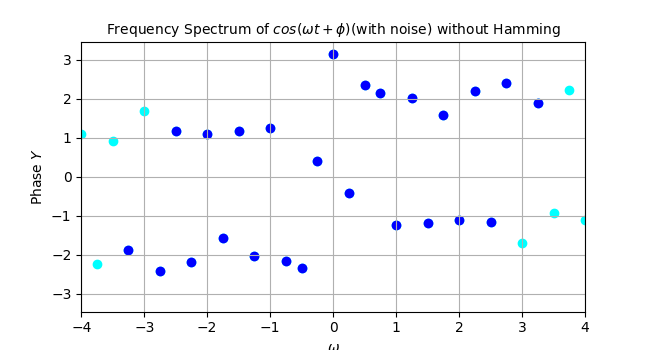 Frequency Spectrum of cos(ωt + ϕ)(with noise) without Hamming
3
2
1
0
−1
−2
−3
Phase Y
−4 −3 −2 −1 0 1 2 3 4
ω